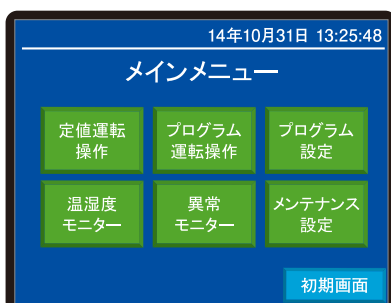 14年10月31日 13:25:48
メインメニュー
定値運転
操作
プログラム
運転操作
プログラム
設定
温湿度
モニター
異常
モニター
メンテナンス
設定
初期画面